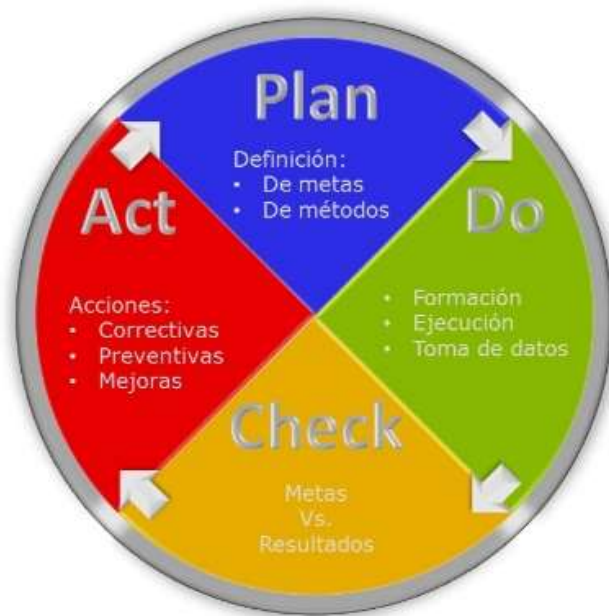 Plan
Definición:
• De metas
• De métodos
Do
• Formación
• Ejecución
• Toma de datos
Check
Metas
Vs.
Resultados
Act
Acciones:
• Correctivas
• Preventivas
• Mejoras